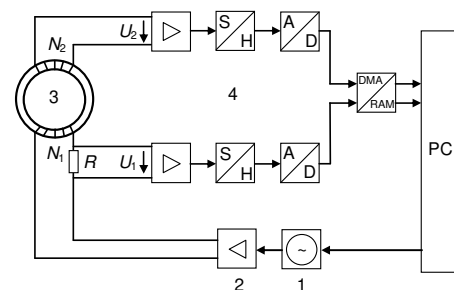 N2 U2 S H A D
3 4 DMA RAM
N1 R U1 S H A D PC
~
2 1